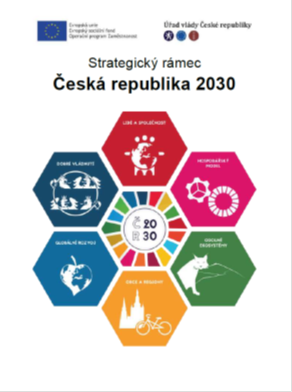 Evropská unie
Evropský sociální fond
Operační program Zaměstnanost
Úřad vlády České republiky
Strategický rámec
Česká republika 2030
LIDÉ A SPOLEČNOST
DOBRÉ VLÁDNUTÍ
HOSPODÁŘSKÝ
MODEL
Č 20
R 30
GLOBÁLNÍ ROZVOJ
ODOLNÉ
EKOSYSTÉMY
OBCE A REGIONY